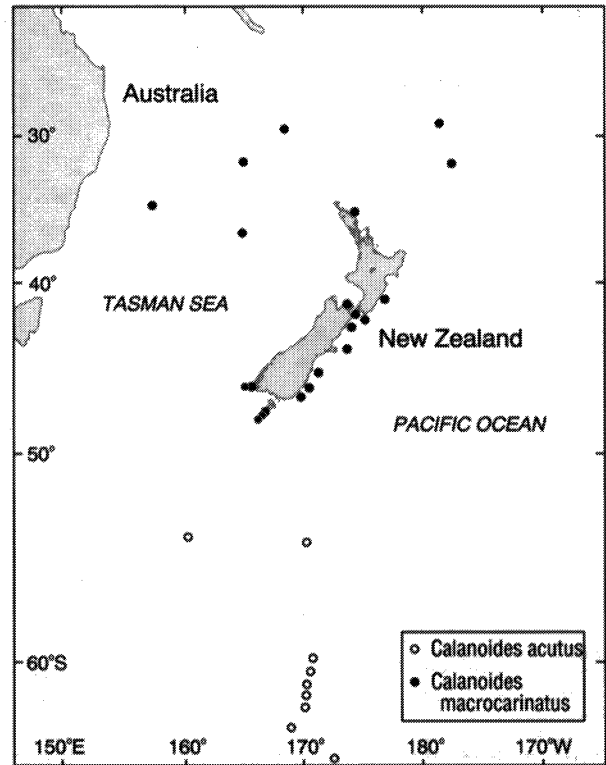 Australia
30°
40°
TASMAN SEA
New Zealand
PACIFIC OCEAN
50°
60°S
Calanoides acutus
Calanoides
macrocarinatus
150°E
160°
170°
180°
170°W